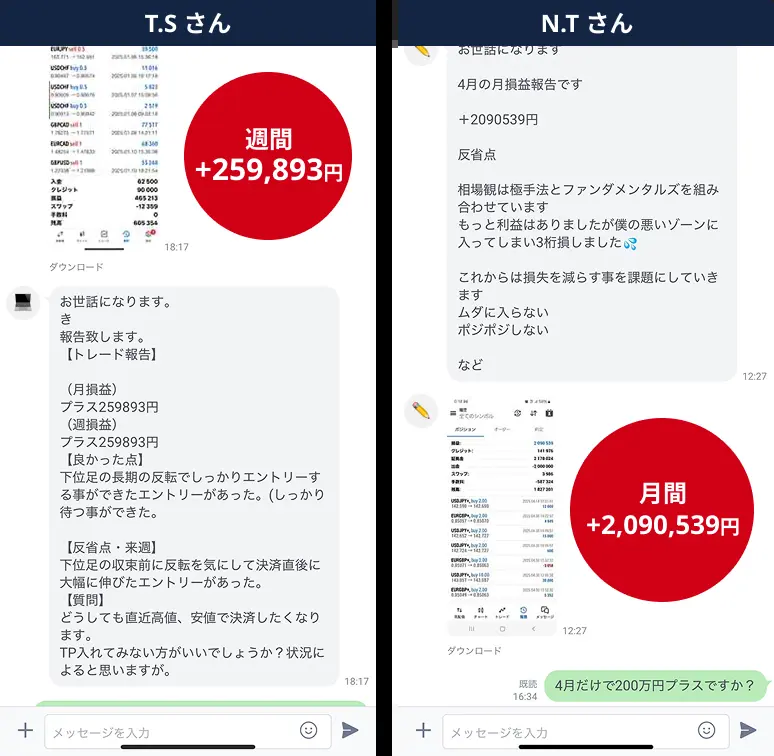 T.S さん
EURJPY sell 0.5
USDCHF buy 0.5
11 016
USDCHF buy 0.5
5 823
USDCHF buy 0.5
2 519
GBPCAD sell 1
77 517
EURCAD sell 1
68 360
GBPUSD sell 1
入金 62 500
クレジット 90 000
損益 465 213
スワップ -12 359
手数料 0
残高 605 354
週間
+259,893円
18:17
ダウンロード
お世話になります。
き
報告致します。
【トレード報告】
（月損益）
プラス259893円
（週損益）
プラス259893円
【良かった点】
下位足の長期の反転でしっかりエントリーす
る事ができたエントリーがあった。(しっかり
待つ事ができた。
【反省点・来週】
下位足の収束前に反転を気にして決済直後に
大幅に伸びたエントリーがあった。
【質問】
どうしても直近高値、安値で決済したくなり
ます。
TP入れてみない方がいいでしょうか？状況に
よると思いますが。
18:17
メッセージを入力
N.T さん
お世話になります
4月の月損益報告です
＋2090539円
反省点
相場観は極手法とファンダメンタルズを組み
合わせています
もっと利益はありましたが僕の悪いゾーンに
入ってしまい3桁損しました💦
これからは損失を減らす事を課題にしていき
ます
ムダに入らない
ポジポジしない
など
12:27
全てのシンボル
ポジション オーダー 約定
損益: 2 090 539
クレジット: 141 976
出金 -2 000 000
スワップ: 3 986
手数料: -587 324
残高: 1 827 201
USDJPY+, buy 2.00
EURGBP+, buy 2.00
USDJPY+, buy 2.00
USDJPY+, buy 2.00
EURGBP+, buy 2.00
USDJPY+, buy 10.00
EURGBP+, buy 2.00
月間
+2,090,539円
12:27
ダウンロード
既読
16:34
4月だけで200万円プラスですか？
メッセージを入力